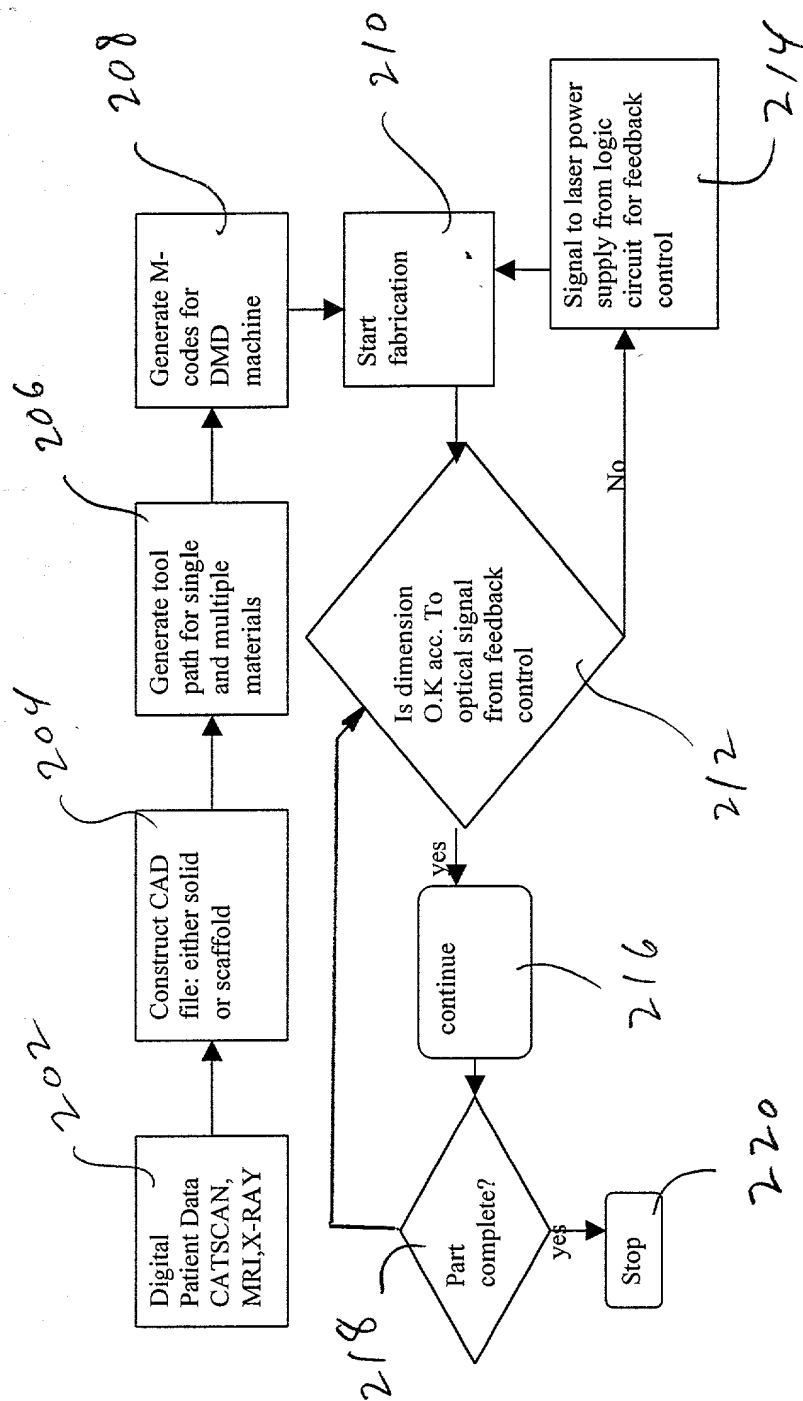 202
Digital
Patient Data
CATSCAN,
MRI,X-RAY
204
Construct CAD
file: either solid
or scaffold
206
Generate tool
path for single
and multiple
materials
208
Generate M-
codes for
DMD
machine
210
Start
fabrication
212
Is dimension
O.K acc. To
optical signal
from feedback
control
No
214
Signal to laser power
supply from logic
circuit for feedback
control
yes
continue
216
218
Part
complete?
yes
Stop
220